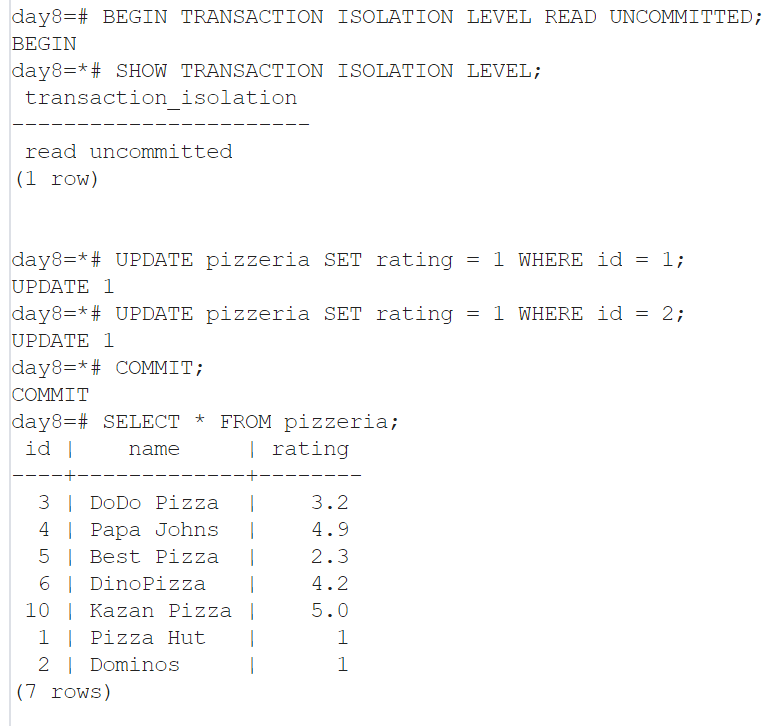 day8=# BEGIN TRANSACTION ISOLATION LEVEL READ UNCOMMITTED;
BEGIN
day8=*# SHOW TRANSACTION ISOLATION LEVEL;
 transaction_isolation
-----------------------
 read uncommitted
(1 row)

day8=*# UPDATE pizzeria SET rating = 1 WHERE id = 1;
UPDATE 1
day8=*# UPDATE pizzeria SET rating = 1 WHERE id = 2;
UPDATE 1
day8=*# COMMIT;
COMMIT
day8=# SELECT * FROM pizzeria;
 id |    name     | rating
----+-------------+--------
  3 | DoDo Pizza  |    3.2
  4 | Papa Johns  |    4.9
  5 | Best Pizza  |    2.3
  6 | DinoPizza   |    4.2
 10 | Kazan Pizza |    5.0
  1 | Pizza Hut   |      1
  2 | Dominos     |      1
(7 rows)